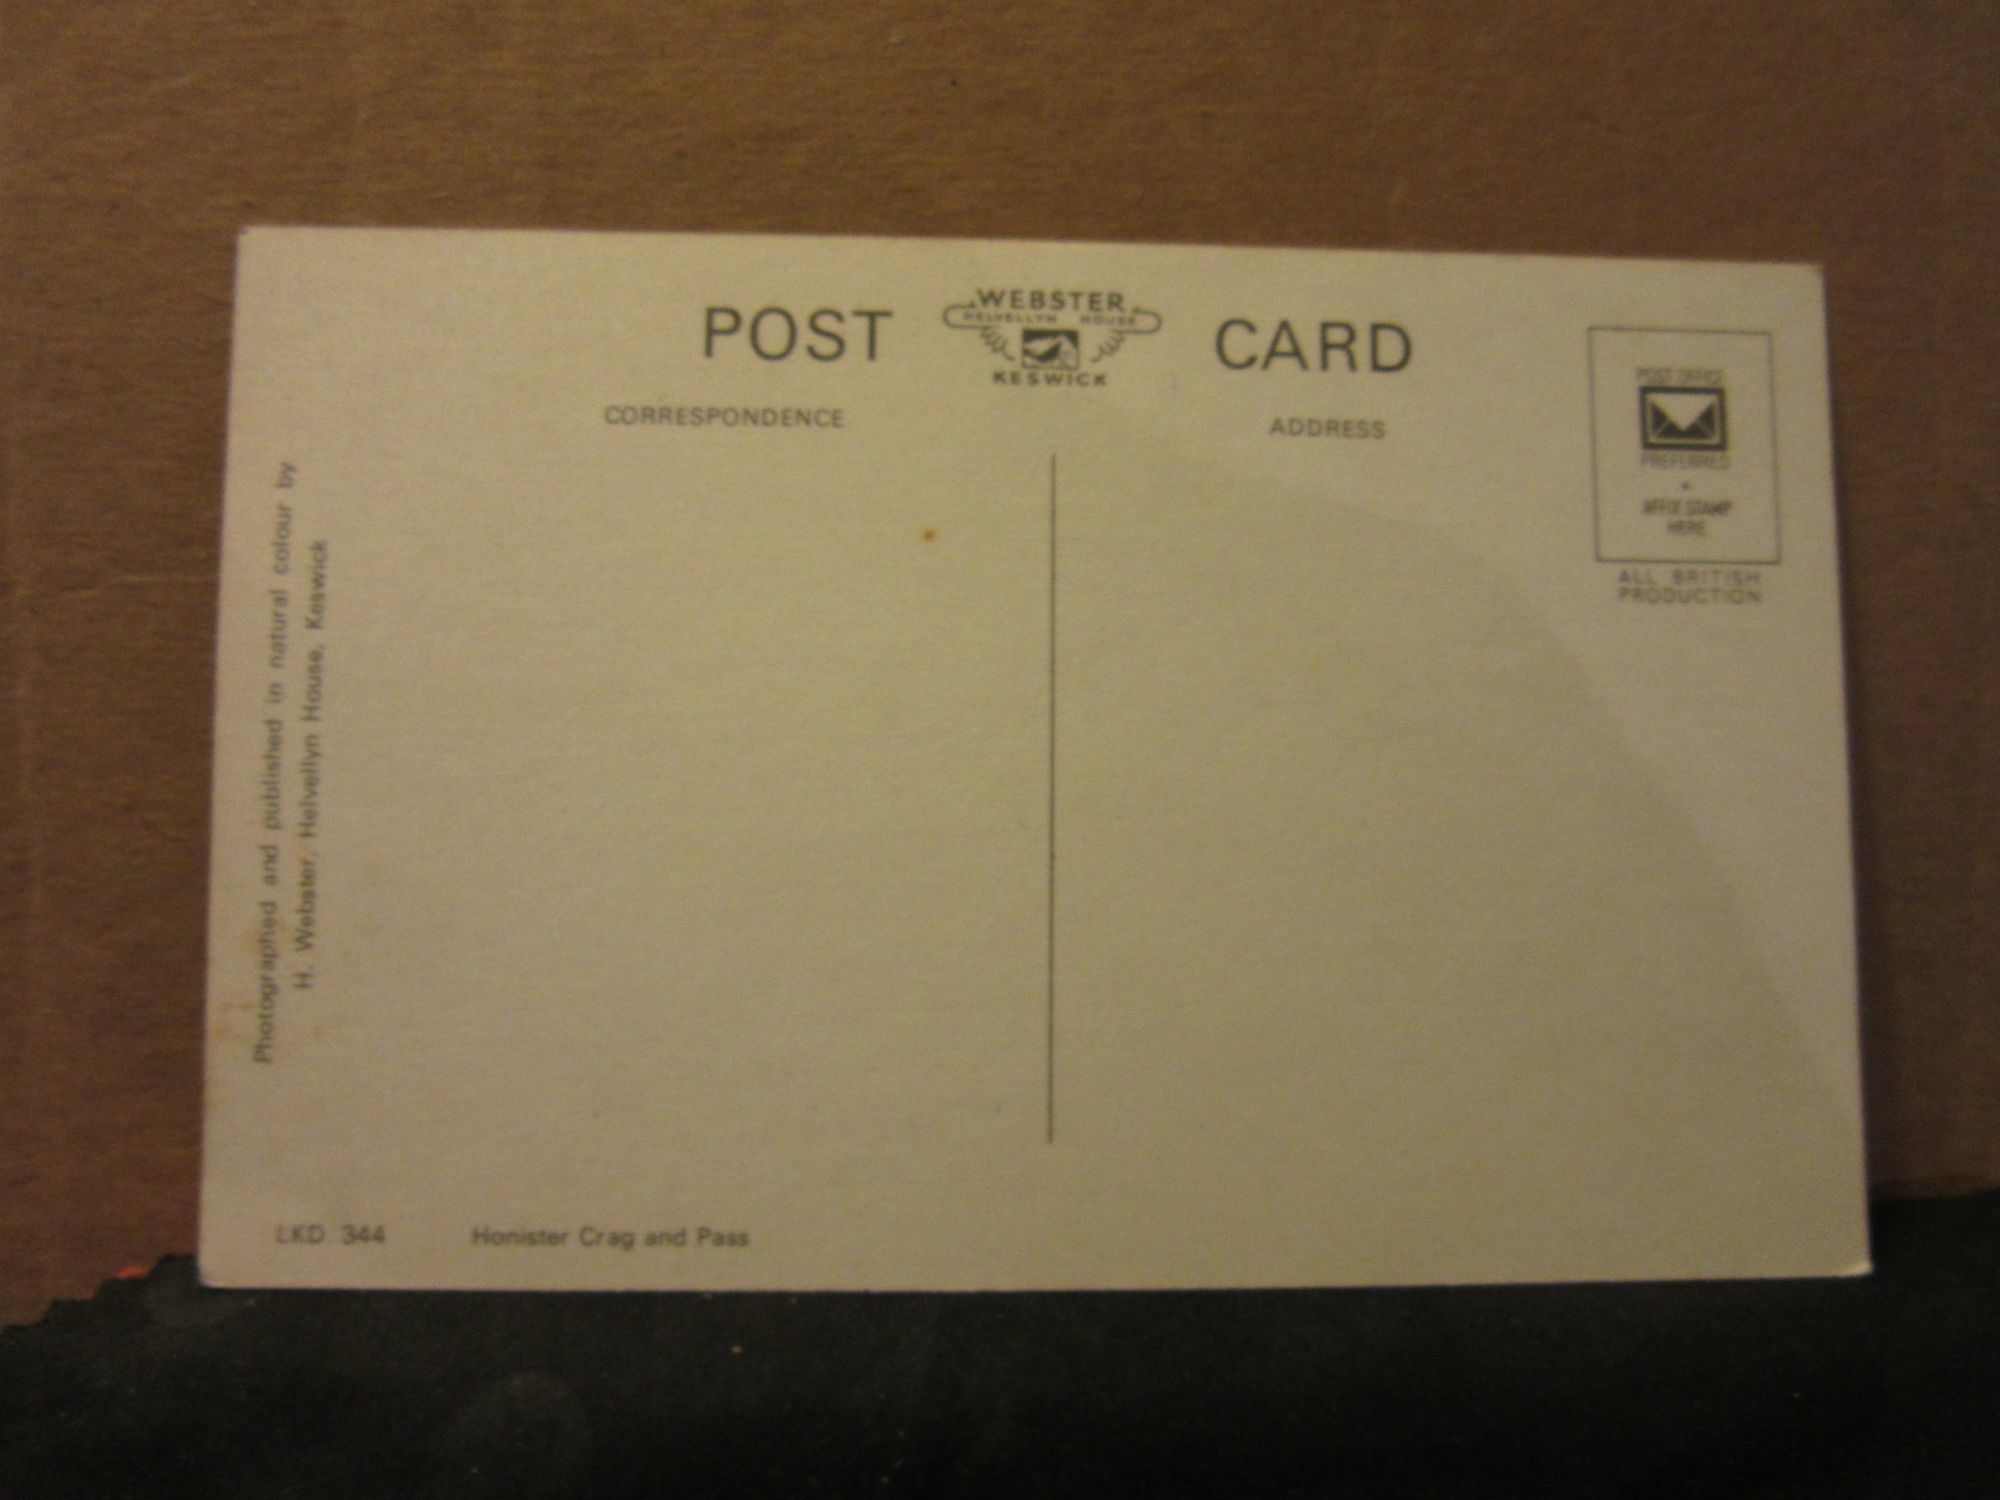 POST CARD
WEBSTER
HELVELLYN HOUSE
KESWICK
CORRESPONDENCE
ADDRESS
POST OFFICE
PREFERRED
AFFIX STAMP
HERE
ALL BRITISH
PRODUCTION
Photographed and published in natural colour by
H. Webster, Helvellyn House, Keswick
LKD 344 Honister Crag and Pass